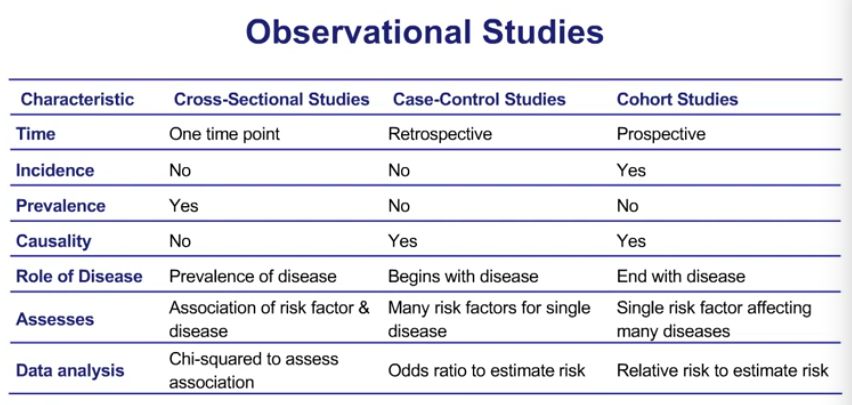 Observational Studies
Characteristic Cross-Sectional Studies Case-Control Studies Cohort Studies
Time One time point Retrospective Prospective
Incidence No No Yes
Prevalence Yes No No
Causality No Yes Yes
Role of Disease Prevalence of disease Begins with disease End with disease
Assesses Association of risk factor & disease Many risk factors for single disease Single risk factor affecting many diseases
Data analysis Chi-squared to assess association Odds ratio to estimate risk Relative risk to estimate risk